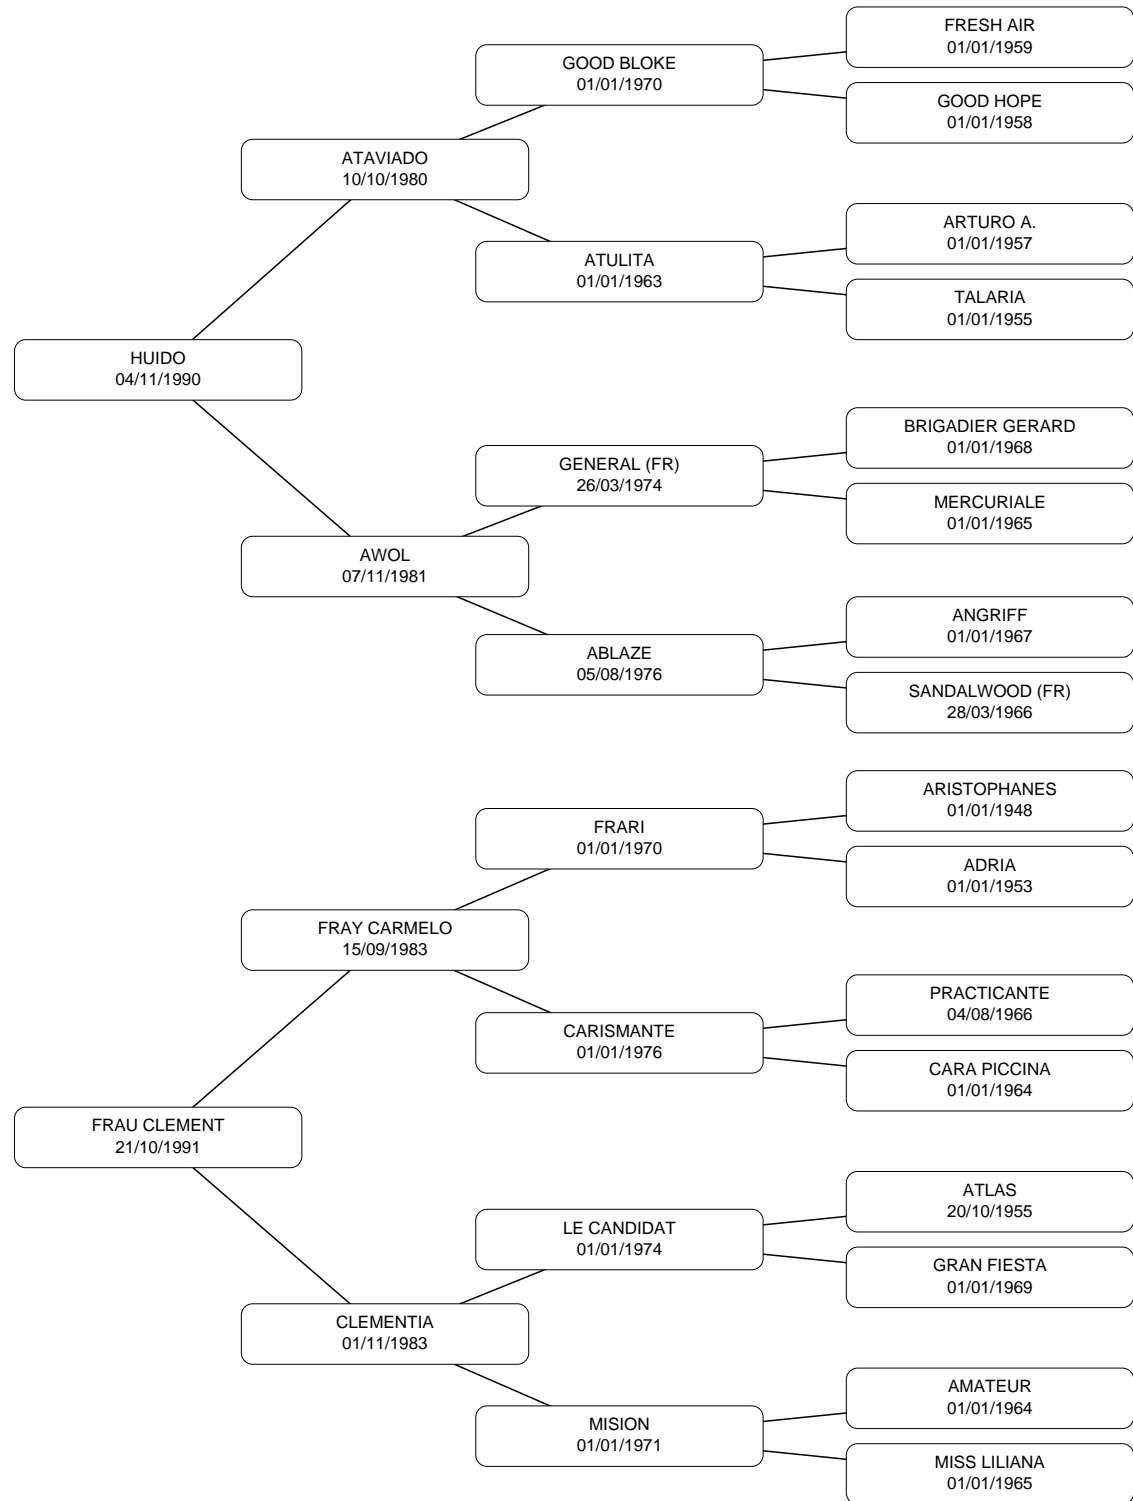 FRESH AIR
01/01/1959
GOOD BLOKE
01/01/1970
GOOD HOPE
01/01/1958
ATAVIADO
10/10/1980
ARTURO A.
01/01/1957
ATULITA
01/01/1963
TALARIA
01/01/1955
HUIDO
04/11/1990
BRIGADIER GERARD
01/01/1968
GENERAL (FR)
26/03/1974
MERCURIALE
01/01/1965
AWOL
07/11/1981
ANGRIFF
01/01/1967
ABLAZE
05/08/1976
SANDALWOOD (FR)
28/03/1966
ARISTOPHANES
01/01/1948
FRARI
01/01/1970
ADRIA
01/01/1953
FRAY CARMELO
15/09/1983
PRACTICANTE
04/08/1966
CARISMANTE
01/01/1976
CARA PICCINA
01/01/1964
FRAU CLEMENT
21/10/1991
ATLAS
20/10/1955
LE CANDIDAT
01/01/1974
GRAN FIESTA
01/01/1969
CLEMENTIA
01/11/1983
AMATEUR
01/01/1964
MISION
01/01/1971
MISS LILIANA
01/01/1965